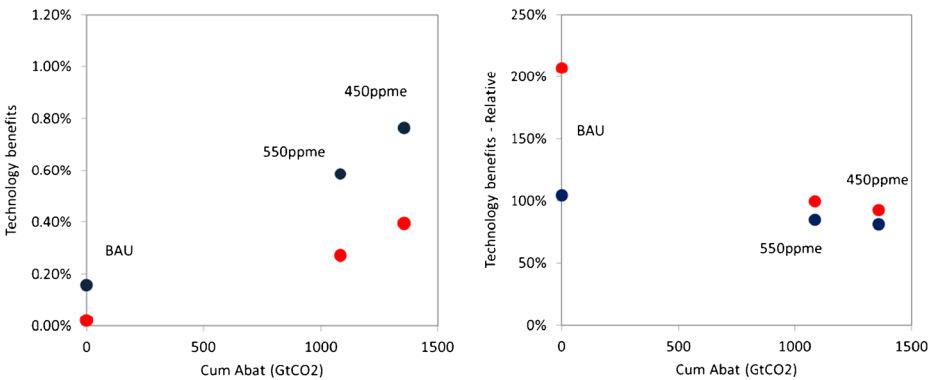 Technology benefits
1.20%
1.00%
0.80%
0.60%
0.40%
0.20%
0.00%
450ppme
550ppme
BAU
0
500
1000
1500
Cum Abat (GtCO2)
Technology benefits - Relative
250%
200%
150%
100%
50%
0%
BAU
450ppme
550ppme
0
500
1000
1500
Cum Abat (GtCO2)